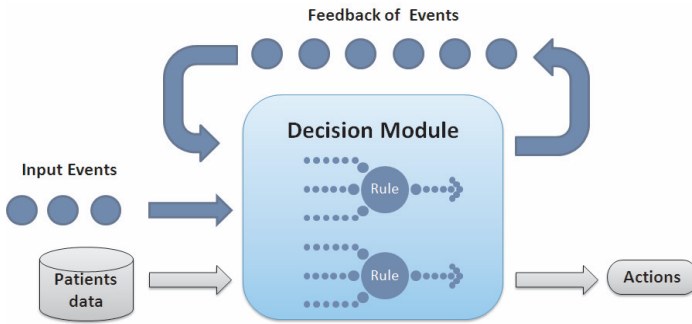 Feedback of Events
Decision Module
Input Events
Rule
Patients
data
Rule
Actions